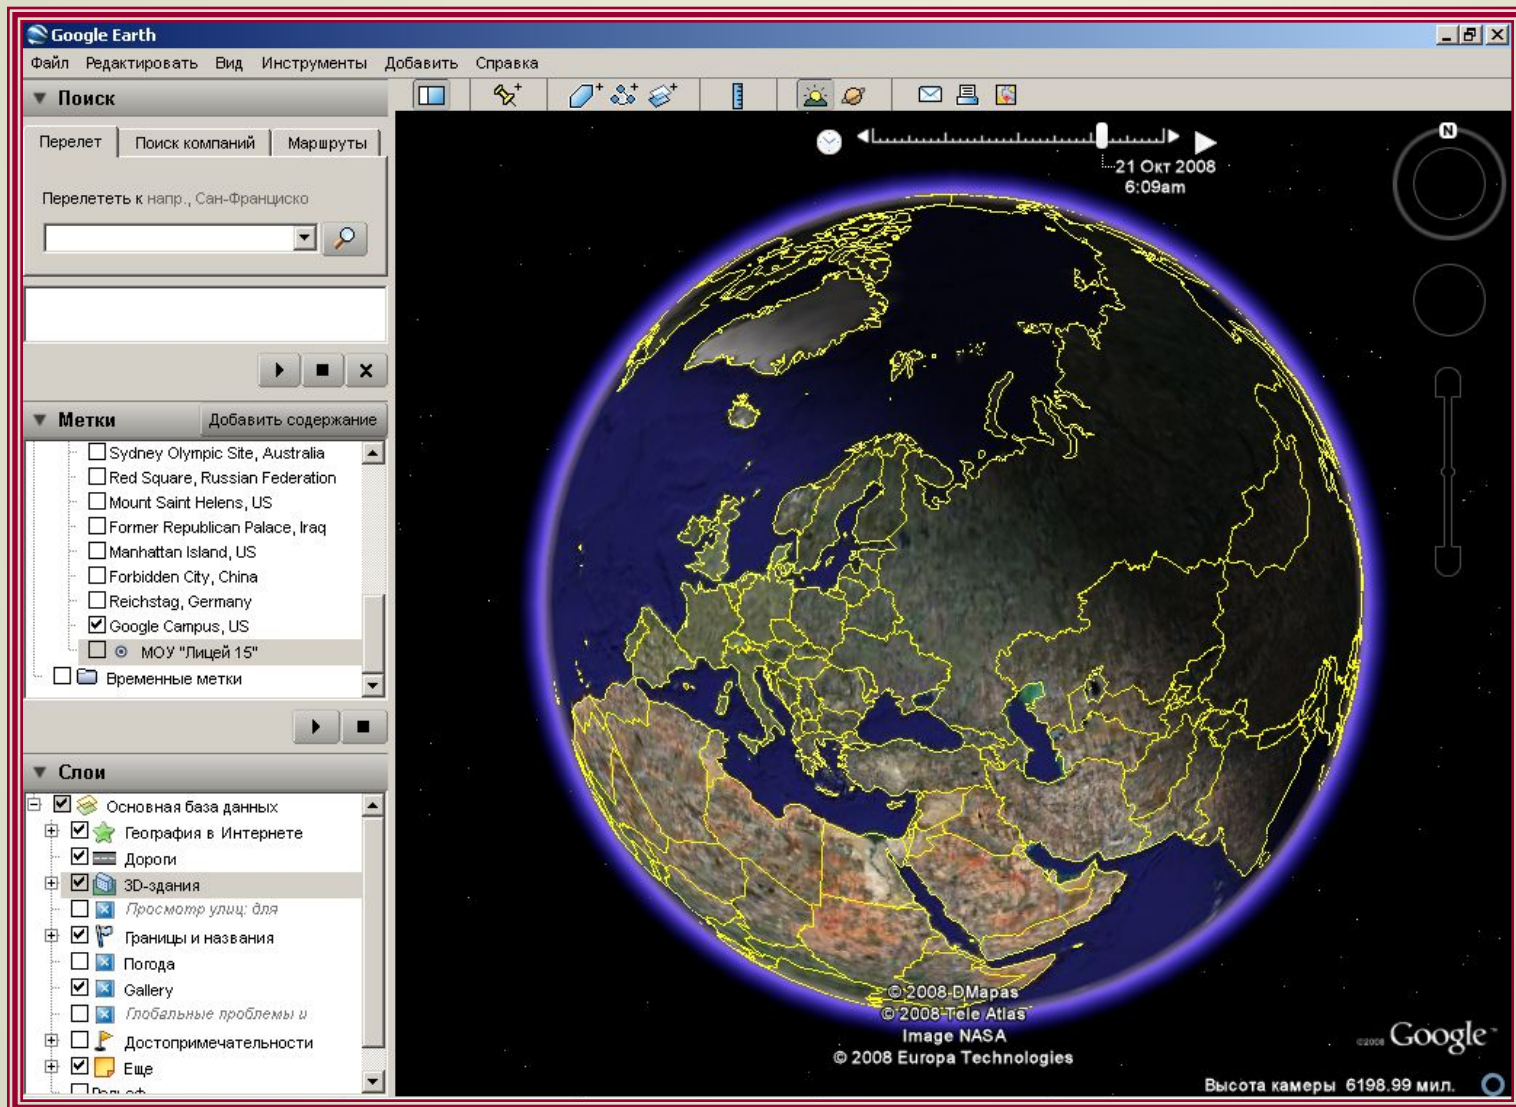 Google Earth
Файл Редактировать Вид Инструменты Добавить Справка
Поиск
Перелет Поиск компаний Маршруты
Перелететь к напр., Сан-Франциско
Метки Добавить содержание
Sydney Olympic Site, Australia
Red Square, Russian Federation
Mount Saint Helens, US
Former Republican Palace, Iraq
Manhattan Island, US
Forbidden City, China
Reichstag, Germany
Google Campus, US
МОУ "Лицей 15"
Временные метки
Слои
Основная база данных
География в Интернете
Дороги
3D-здания
Просмотр улиц: для
Границы и названия
Погода
Gallery
Глобальные проблемы и
Достопримечательности
Еще
N
21 Окт 2008
6:09am
© 2008 DMapas
© 2008 Tele Atlas
Image NASA
© 2008 Europa Technologies
©2008 Google™
Высота камеры 6198.99 мил.